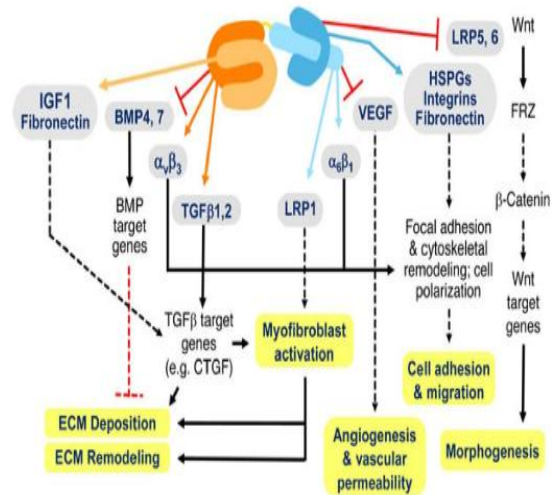 LRP5, 6
Wnt
IGF1
Fibronectin
BMP4, 7
VEGF
HSPGs
Integrins
Fibronectin
FRZ
αvβ3
α6β1
TGFβ1,2
LRP1
β-Catenin
BMP
target
genes
Focal adhesion
& cytoskeletal
remodeling; cell
polarization
Wnt
target
genes
TGFβ target
genes
(e.g. CTGF)
Myofibroblast
activation
Cell adhesion
& migration
ECM Deposition
ECM Remodeling
Angiogenesis
& vascular
permeability
Morphogenesis